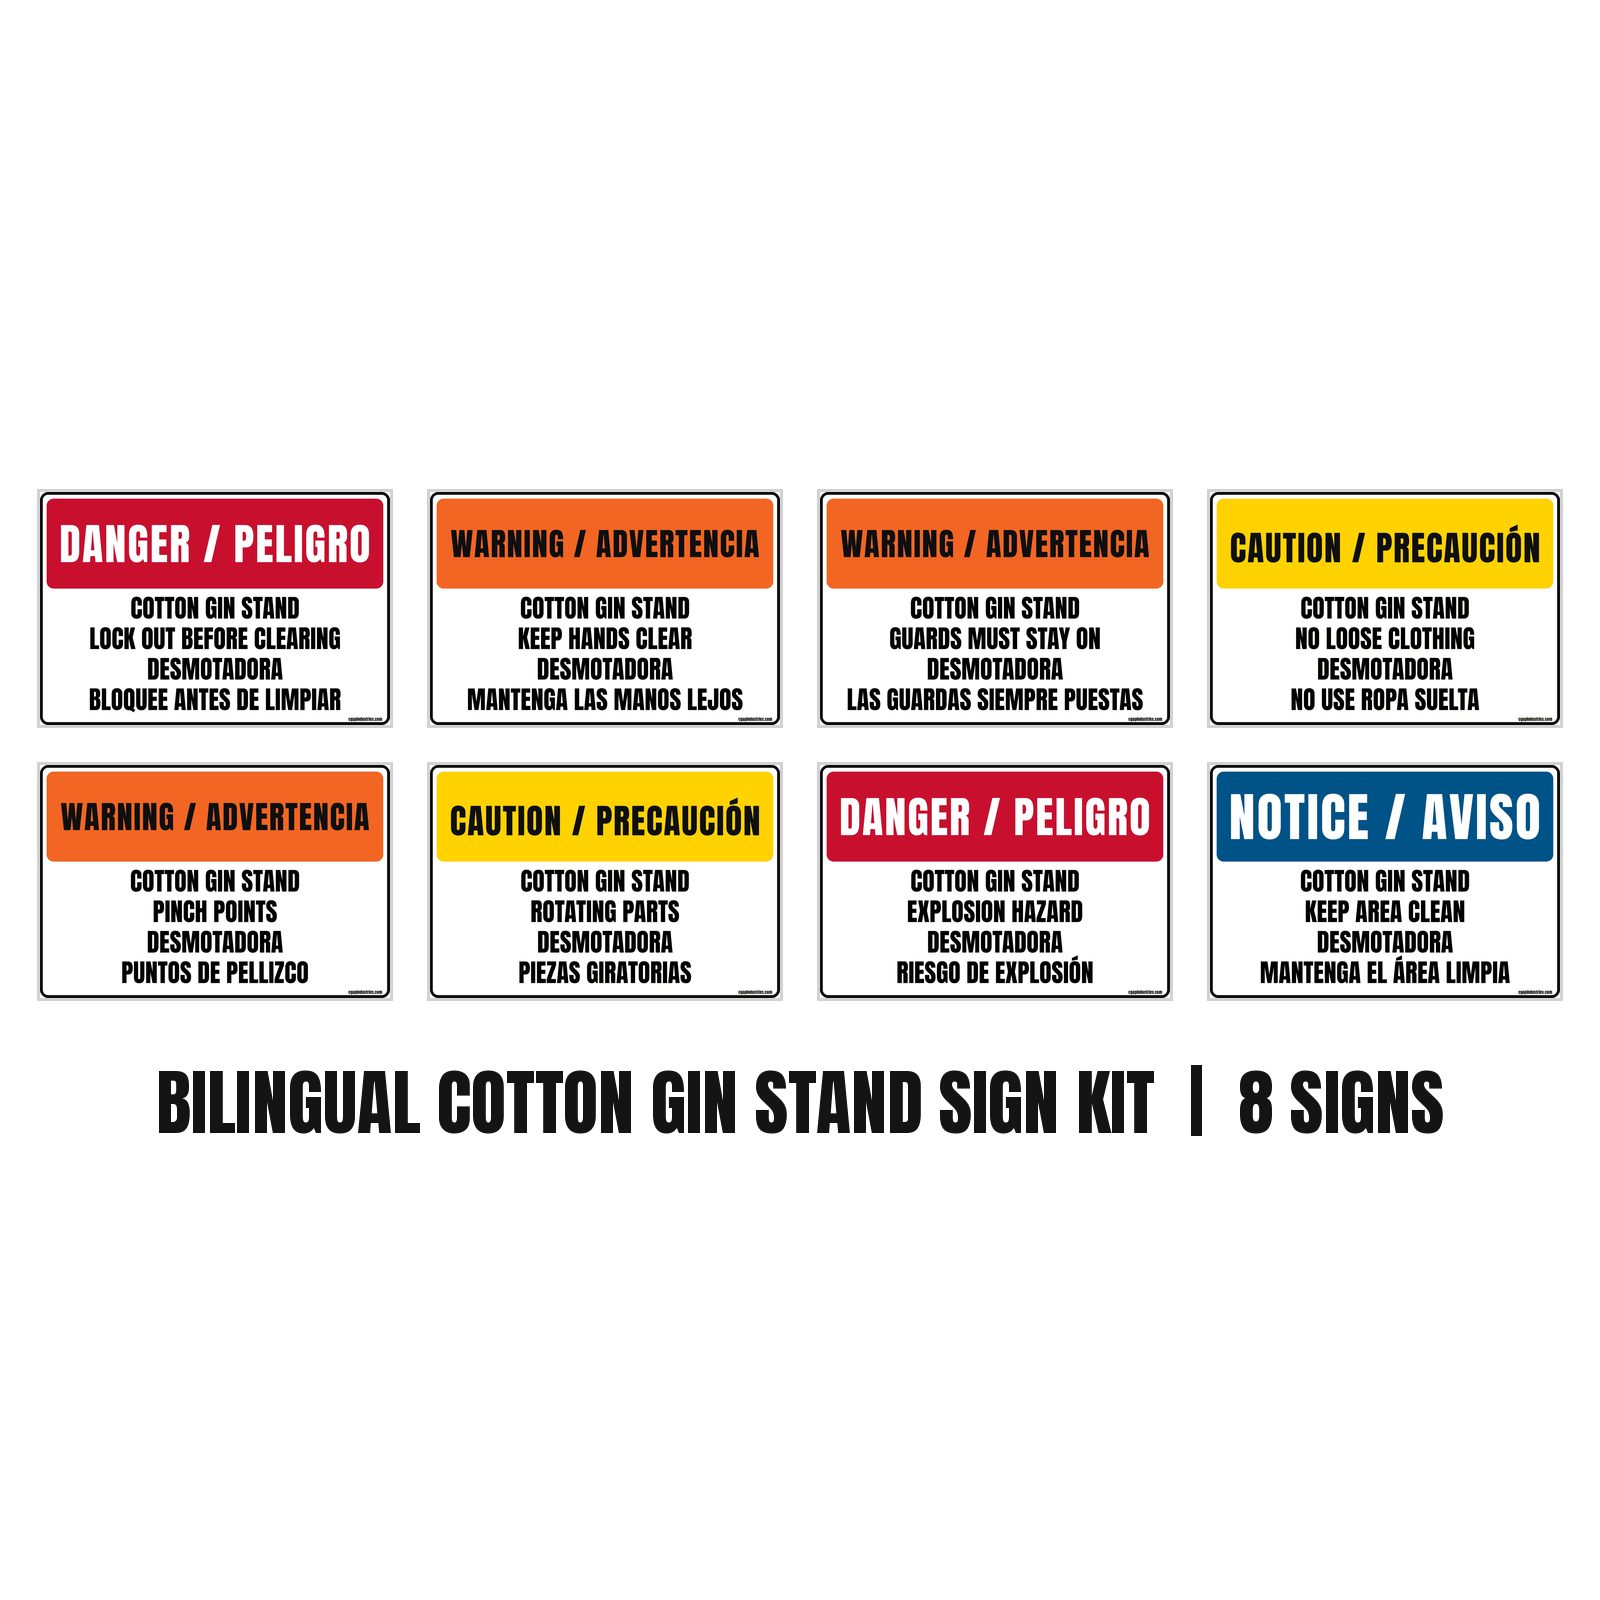 DANGER / PELIGRO
COTTON GIN STAND
LOCK OUT BEFORE CLEARING
DESMOTADORA
BLOQUEE ANTES DE LIMPIAR
WARNING / ADVERTENCIA
COTTON GIN STAND
KEEP HANDS CLEAR
DESMOTADORA
MANTENGA LAS MANOS LEJOS
WARNING / ADVERTENCIA
COTTON GIN STAND
GUARDS MUST STAY ON
DESMOTADORA
LAS GUARDAS SIEMPRE PUESTAS
CAUTION / PRECAUCIÓN
COTTON GIN STAND
NO LOOSE CLOTHING
DESMOTADORA
NO USE ROPA SUELTA
WARNING / ADVERTENCIA
COTTON GIN STAND
PINCH POINTS
DESMOTADORA
PUNTOS DE PELLIZCO
CAUTION / PRECAUCIÓN
COTTON GIN STAND
ROTATING PARTS
DESMOTADORA
PIEZAS GIRATORIAS
DANGER / PELIGRO
COTTON GIN STAND
EXPLOSION HAZARD
DESMOTADORA
RIESGO DE EXPLOSIÓN
NOTICE / AVISO
COTTON GIN STAND
KEEP AREA CLEAN
DESMOTADORA
MANTENGA EL ÁREA LIMPIA
BILINGUAL COTTON GIN STAND SIGN KIT | 8 SIGNS